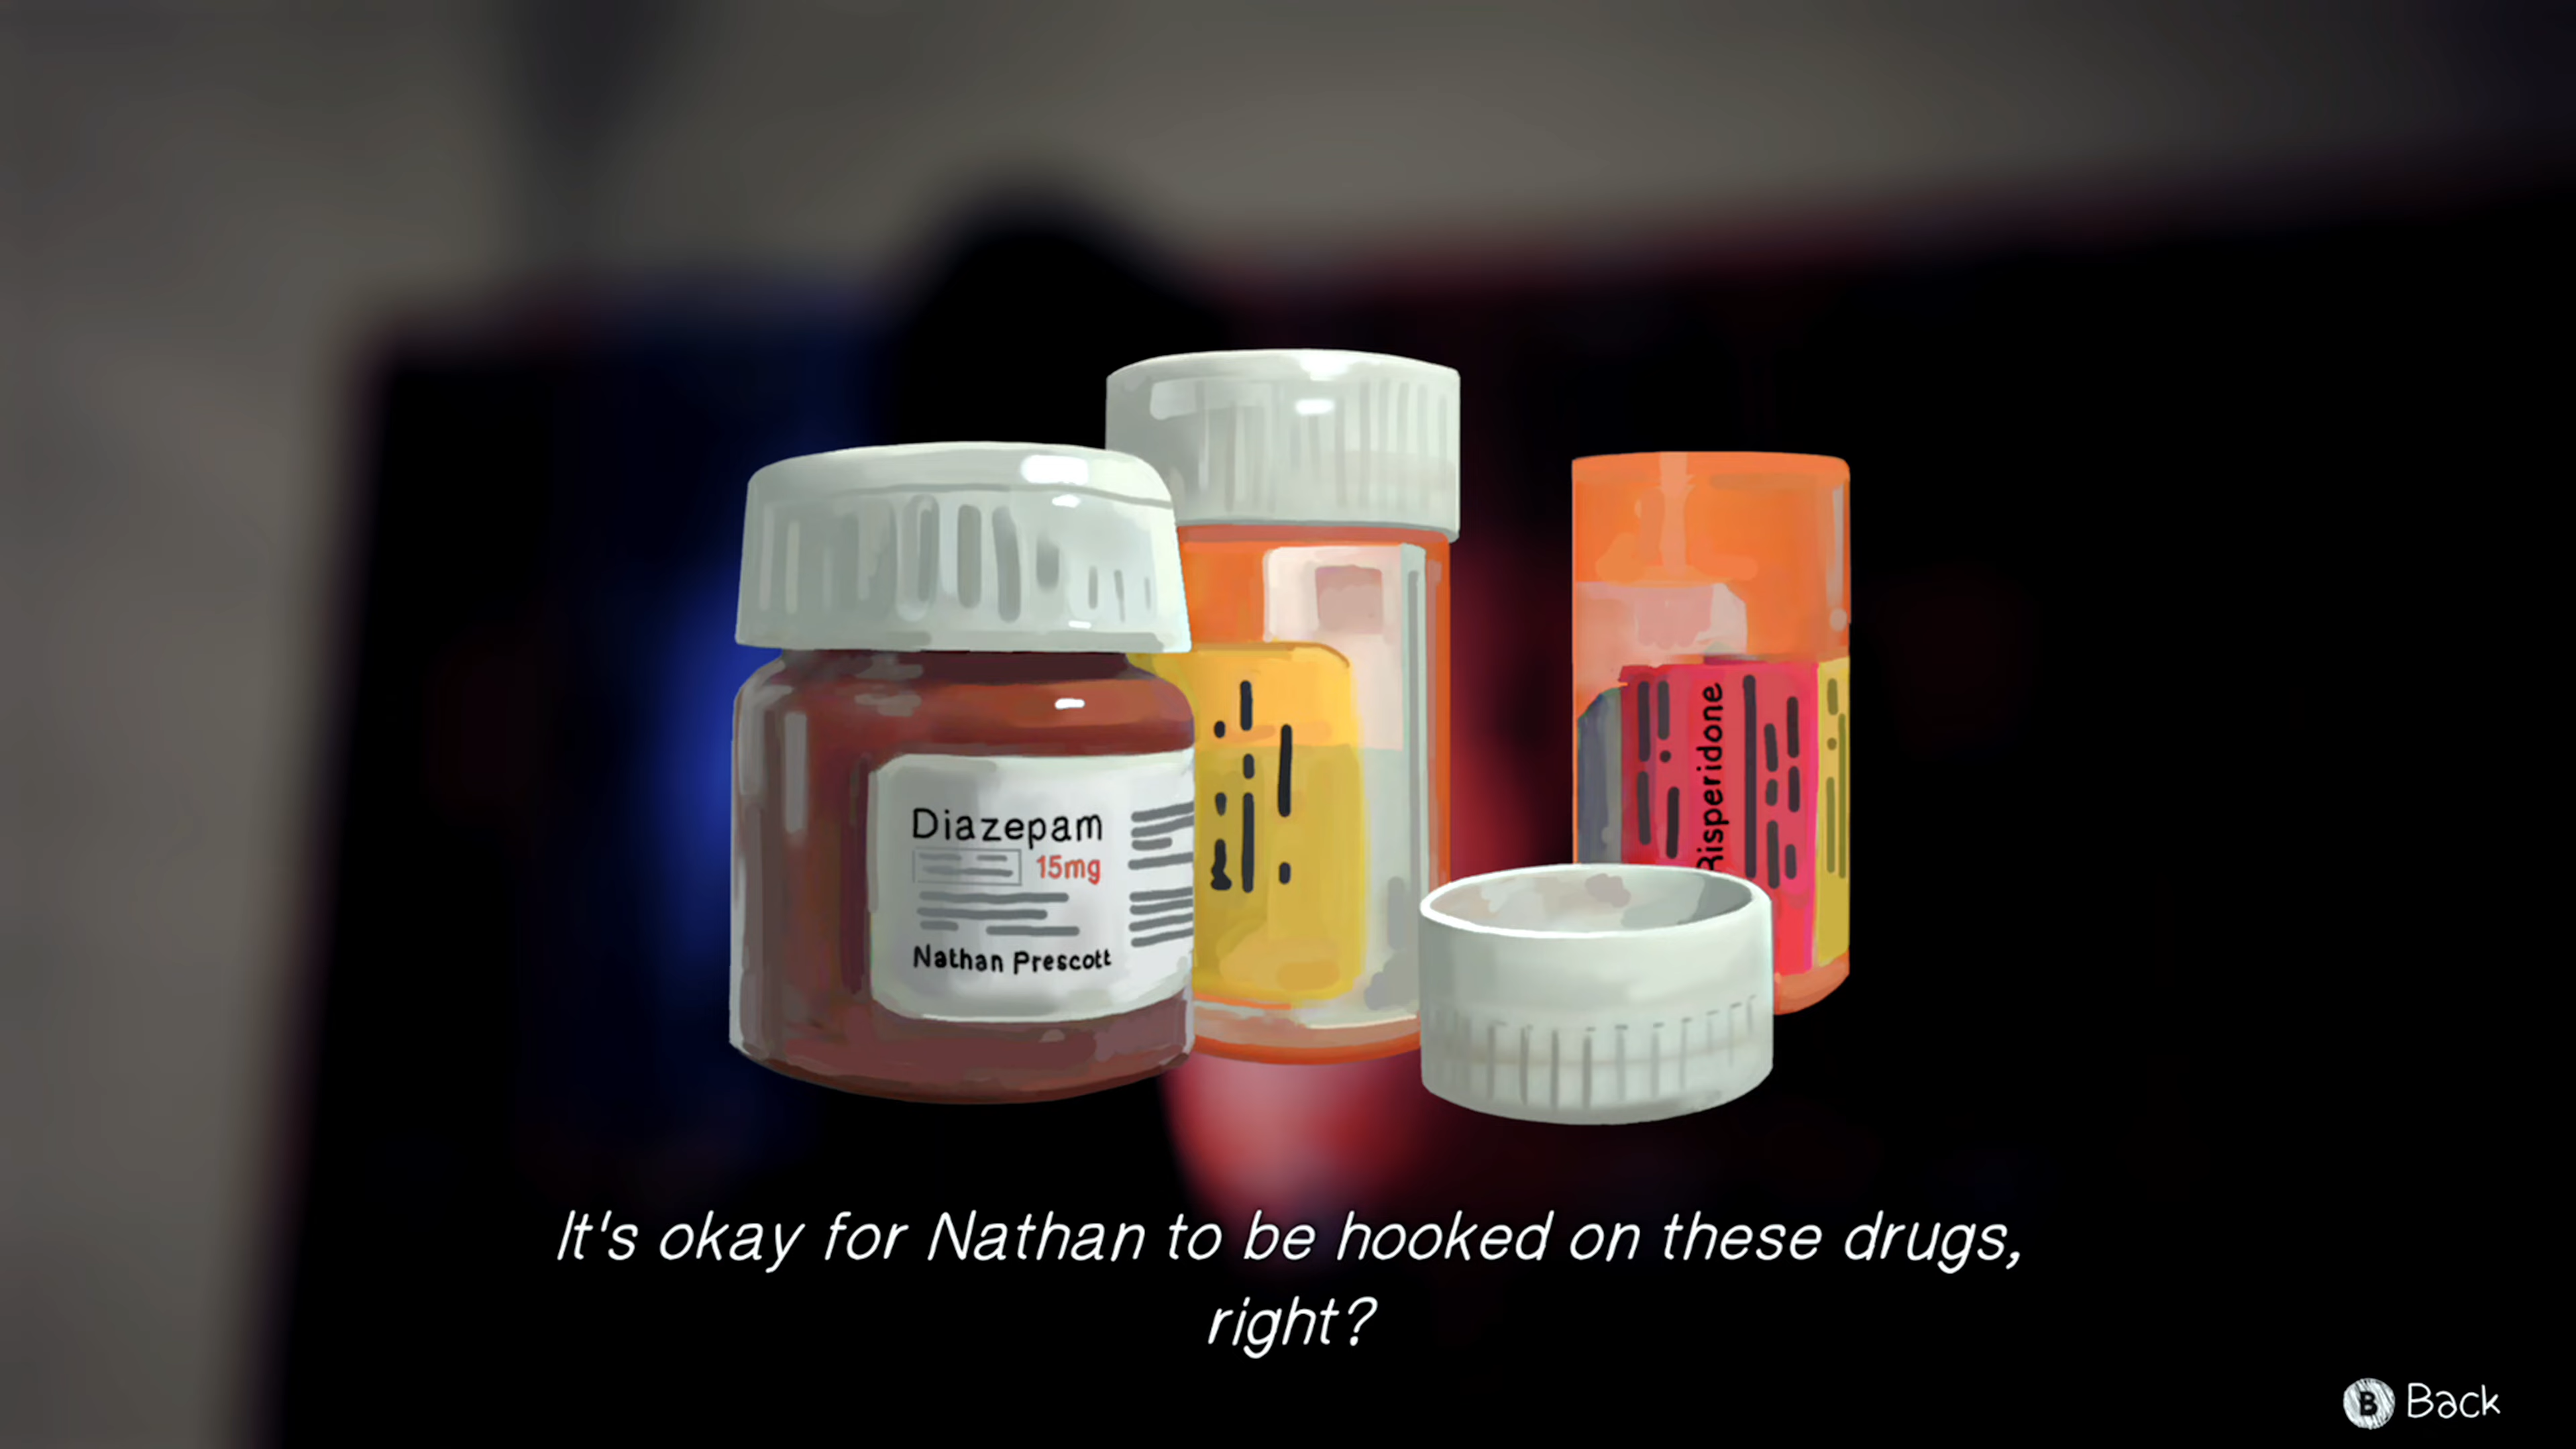 Diazepam
15mg
Nathan Prescott
Risperidone
It's okay for Nathan to be hooked on these drugs,
right?
B Back